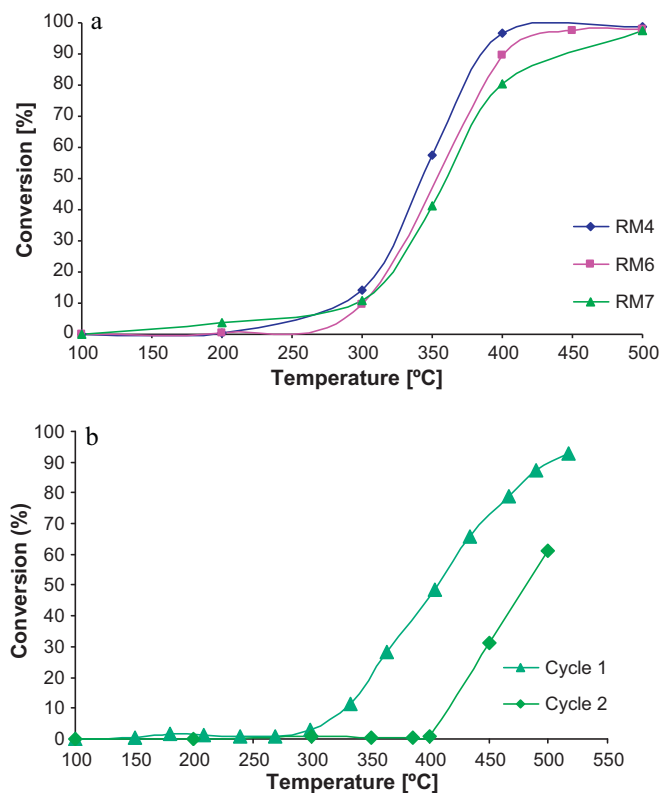 a
Conversion [%]
100
90
80
70
60
50
40
30
20
10
0
100 150 200 250 300 350 400 450 500
Temperature [ºC]
RM4
RM6
RM7
b
Conversion (%)
100
90
80
70
60
50
40
30
20
10
0
100 150 200 250 300 350 400 450 500 550
Temperature [ºC]
Cycle 1
Cycle 2